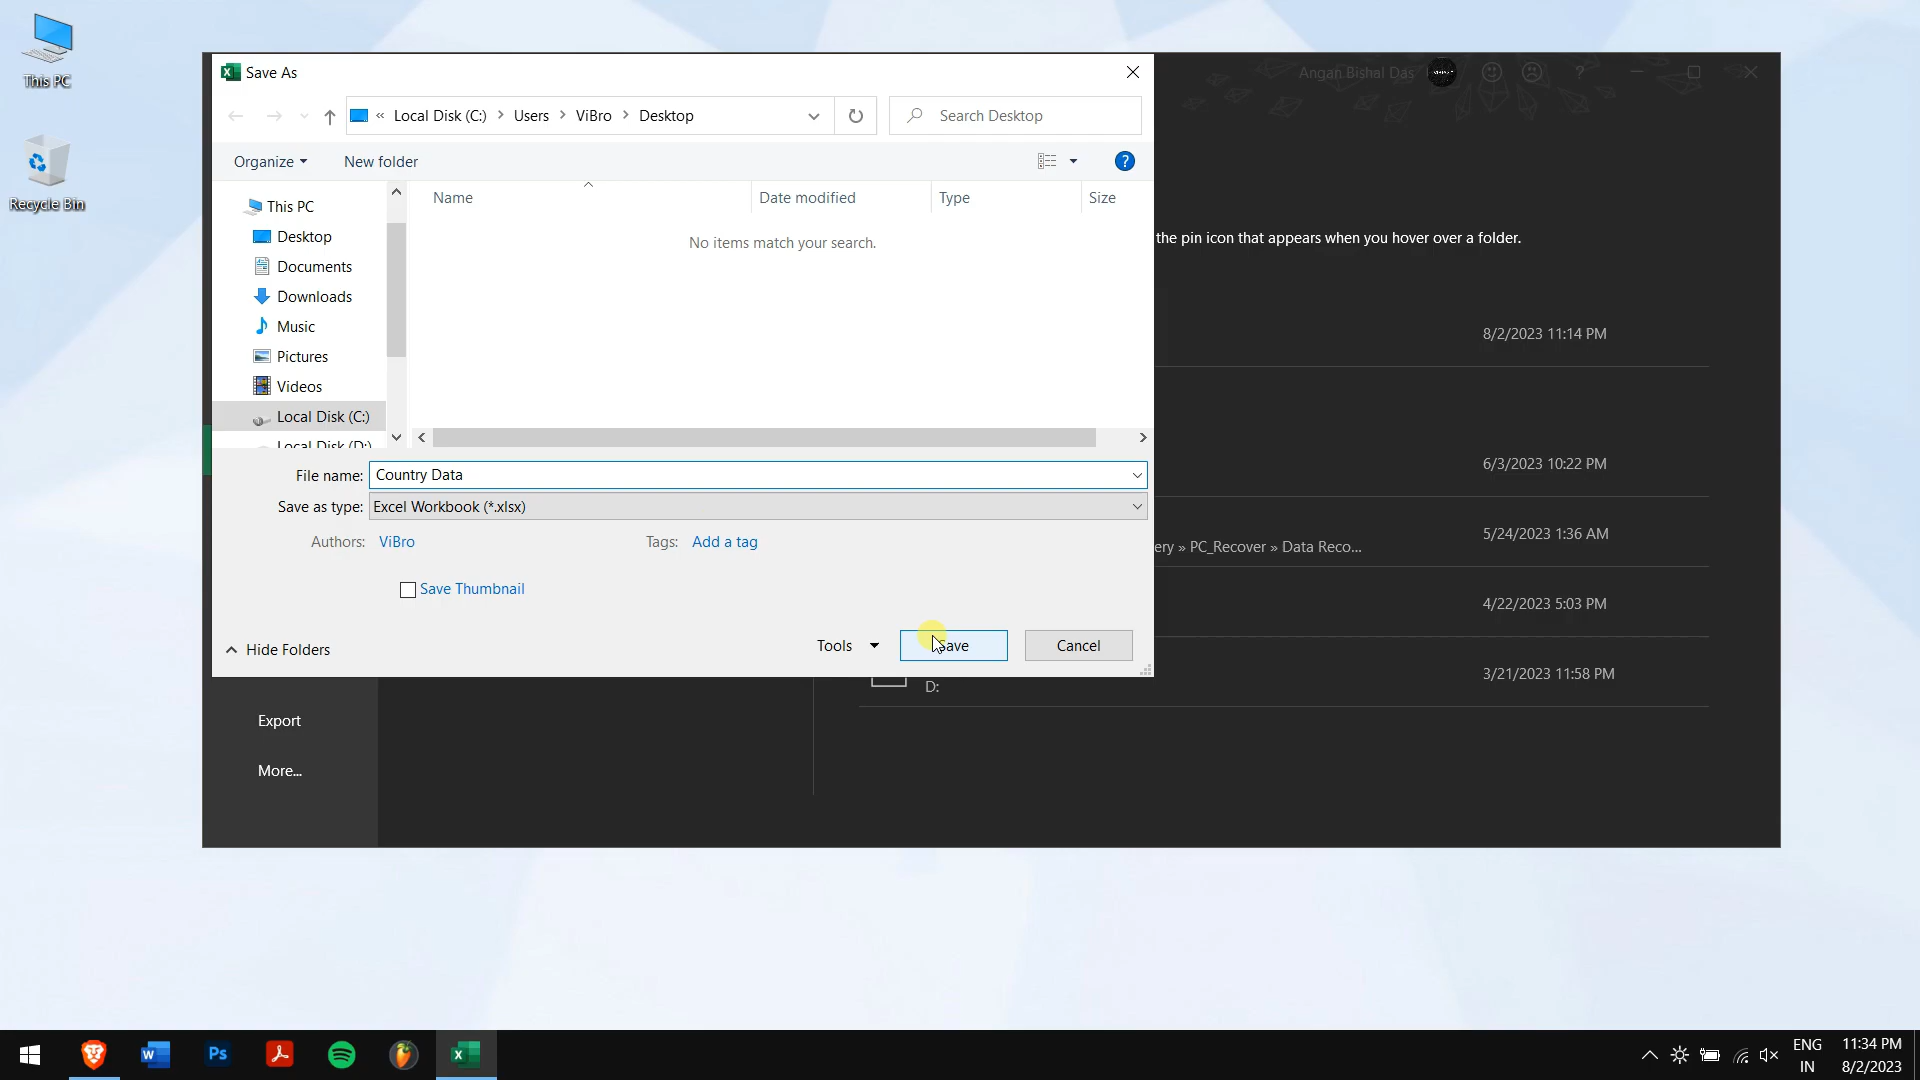 This PC
Recycle Bin
Save As
Angan Bishal Das
?
« Local Disk (C:) > Users > ViBro > Desktop
Search Desktop
Organize
New folder
?
Name
Date modified
Type
Size
This PC
Desktop
Documents
Downloads
Music
Pictures
Videos
Local Disk (C:)
Local Disk (D:)
No items match your search.
the pin icon that appears when you hover over a folder.
8/2/2023 11:14 PM
6/3/2023 10:22 PM
5/24/2023 1:36 AM
ery » PC_Recover » Data Reco...
4/22/2023 5:03 PM
3/21/2023 11:58 PM
D:
File name: Country Data
Save as type: Excel Workbook (*.xlsx)
Authors: ViBro
Tags: Add a tag
Save Thumbnail
Hide Folders
Tools
Save
Cancel
Export
More...
W
Ps
X
ENG
IN
11:34 PM
8/2/2023